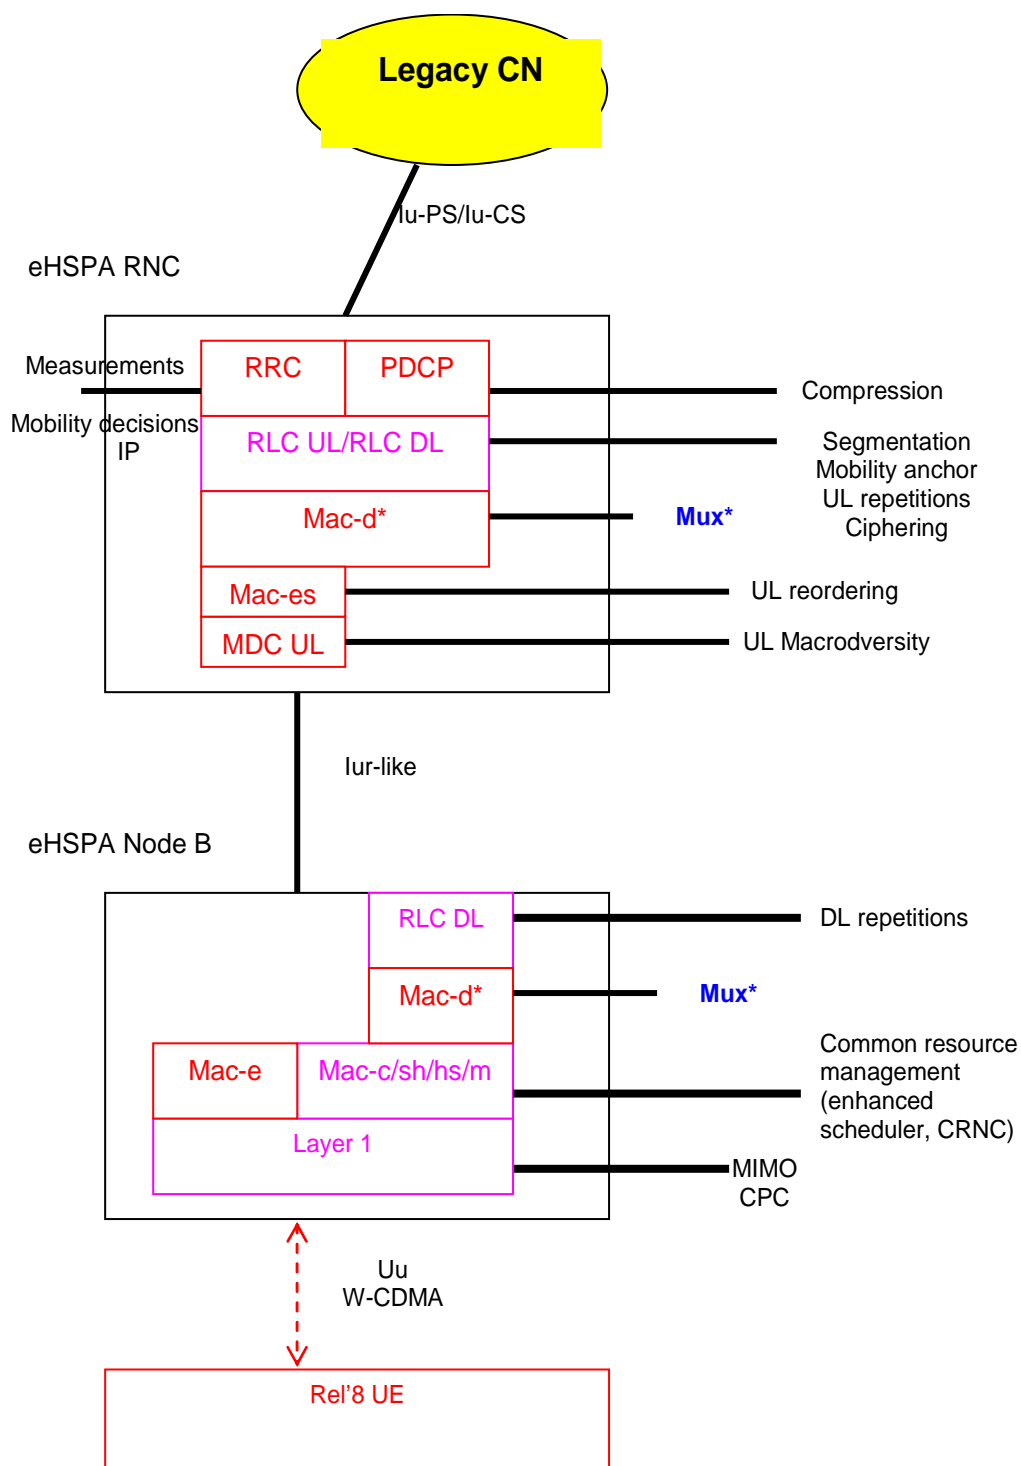 Legacy CN
Iu-PS/Iu-CS
eHSPA RNC
Measurements
Mobility decisions
IP
RRC
PDCP
Compression
RLC UL/RLC DL
Segmentation
Mobility anchor
UL repetitions
Ciphering
Mac-d*
Mux*
Mac-es
UL reordering
MDC UL
UL Macrodversity
Iur-like
eHSPA Node B
RLC DL
DL repetitions
Mac-d*
Mux*
Mac-e
Mac-c/sh/hs/m
Common resource
management
(enhanced
scheduler, CRNC)
Layer 1
MIMO
CPC
Uu
W-CDMA
Rel'8 UE